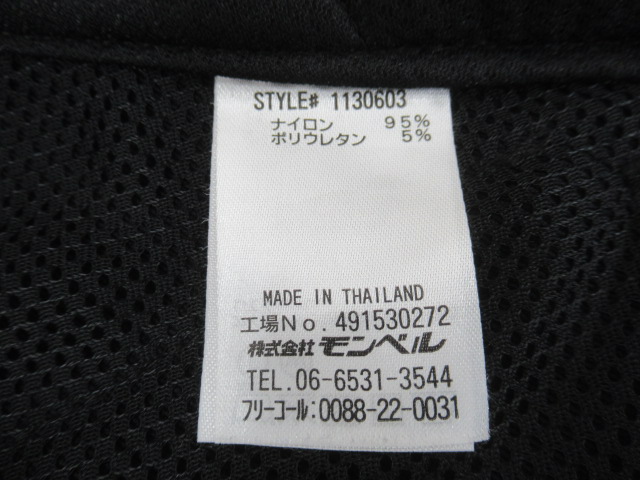 STYLE# 1130603
ナイロン 95%
ポリウレタン 5%
MADE IN THAILAND
工場No. 491530272
株式会社 モンベル
TEL.06-6531-3544
フリーコール:0088-22-0031